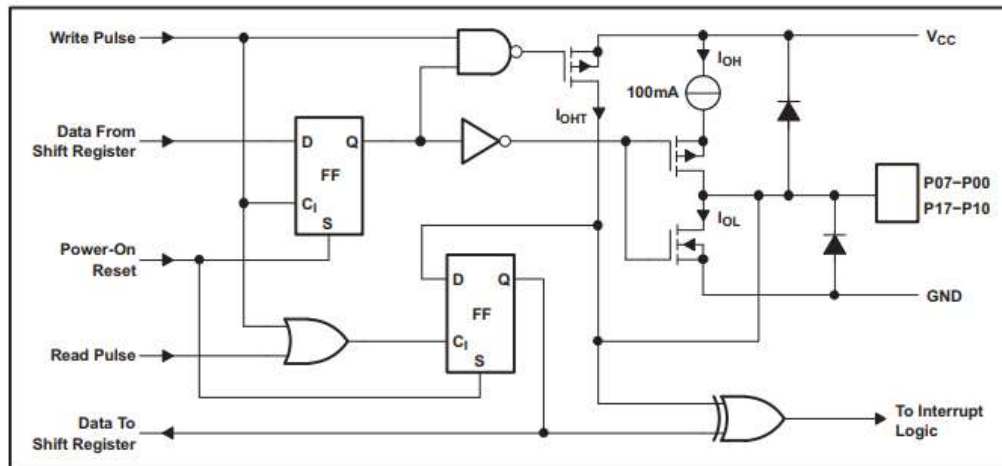 Write Pulse
VCC
IOH
100mA
IOHT
Data From
Shift Register
D
Q
FF
CI
S
P07–P00
P17–P10
IOL
Power-On
Reset
D
Q
FF
CI
S
GND
Read Pulse
Data To
Shift Register
To Interrupt
Logic